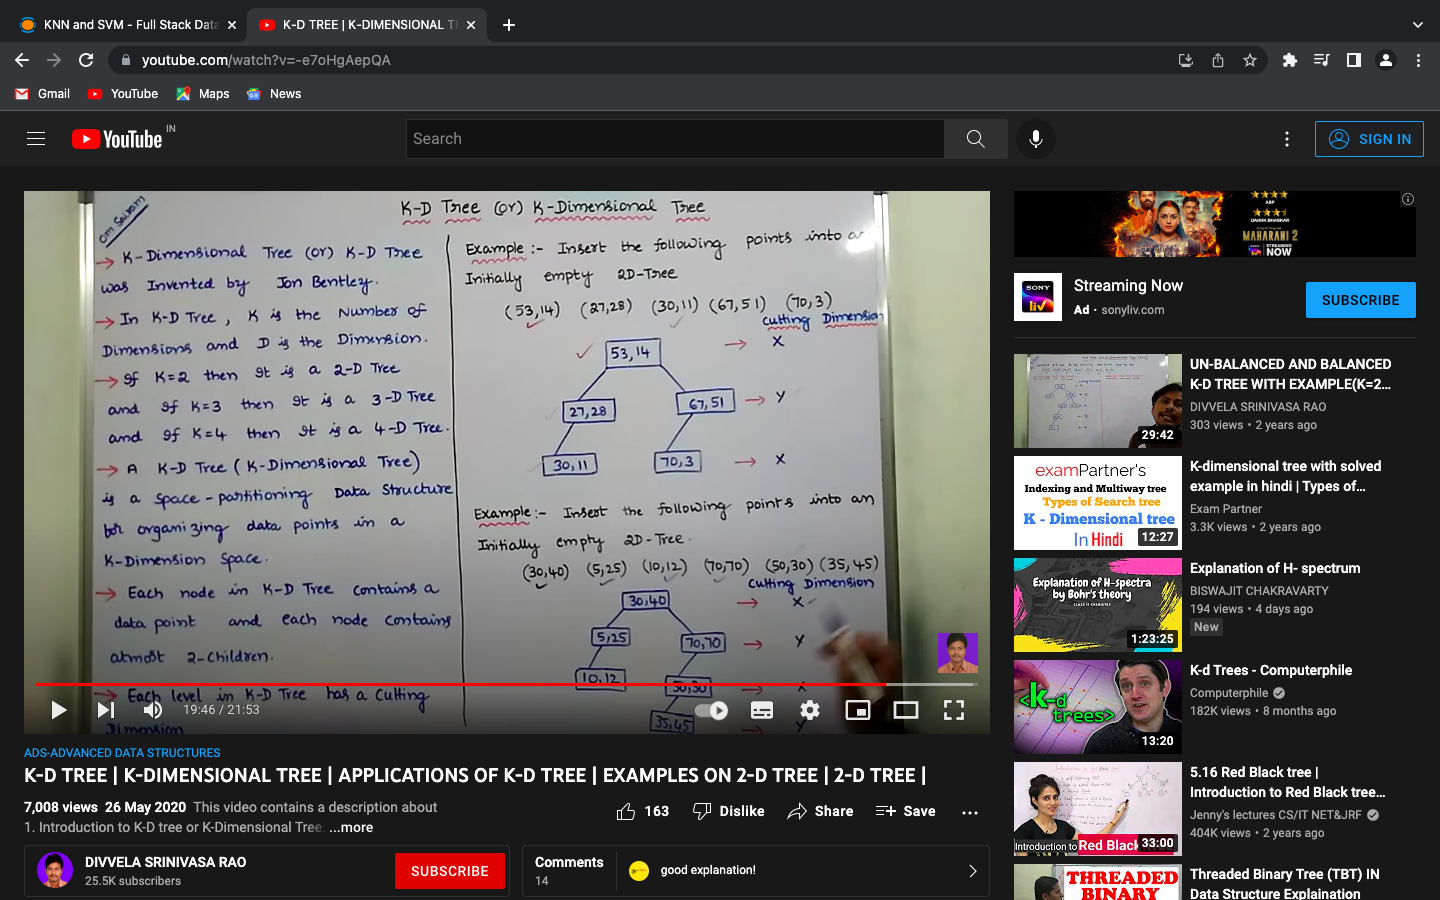 KNN and SVM - Full Stack Data
K-D TREE | K-DIMENSIONAL T
youtube.com/watch?v=-e7oHgAepQA
Gmail
YouTube
Maps
News
YouTube IN
Search
SIGN IN
Om Sairam
K-D Tree (or) K-Dimensional Tree
→ K-Dimensional Tree (or) K-D Tree
was Invented by Jon Bentley.
→ In K-D Tree, K is the Number of
Dimensions and D is the Dimension.
→ If K=2 then It is a 2-D Tree
and If K=3 then It is a 3-D Tree
and If K=4 then It is a 4-D Tree.
→ A K-D Tree (K-Dimensional Tree)
is a space-partitioning Data Structure
for organizing data points in a
K-Dimension Space.
→ Each node in K-D Tree contains a
data point and each node contains
atmost 2-children.
→ Each level in K-D Tree has a Cutting
Dimension
Example :- Insert the following points into an
Initially empty 2D-Tree
(53,14) (27,28) (30,11) (67,51) (70,3)
Cutting Dimension
53,14 → X
27,28 67,51 → Y
30,11 70,3 → X
Example :- Insert the following points into an
Initially empty 2D-Tree.
(30,40) (5,25) (10,12) (70,70) (50,30) (35,45)
Cutting Dimension
30,40 → X
5,25 70,70 → Y
10,12 50,30 → X
35,45 → Y
19:46 / 21:53
ADS-ADVANCED DATA STRUCTURES
K-D TREE | K-DIMENSIONAL TREE | APPLICATIONS OF K-D TREE | EXAMPLES ON 2-D TREE | 2-D TREE |
7,008 views 26 May 2020 This video contains a description about
1. Introduction to K-D tree or K-Dimensional Tree. ...more
163
Dislike
Share
Save
DIVVELA SRINIVASA RAO
25.5K subscribers
SUBSCRIBE
Comments
14
good explanation!
ABP
DAINIK BHASKAR
MAHARANI 2
SONY liv
STREAMING
NOW
SONY
liv
Streaming Now
Ad • sonyliv.com
SUBSCRIBE
29:42
UN-BALANCED AND BALANCED
K-D TREE WITH EXAMPLE(K=2...
DIVVELA SRINIVASA RAO
303 views • 2 years ago
examPartner's
Indexing and Multiway tree
Types of Search tree
K - Dimensional tree
In Hindi
12:27
K-dimensional tree with solved
example in hindi | Types of...
Exam Partner
3.3K views • 2 years ago
Explanation of H-spectra
by Bohr's theory
CLASS 11 CHEMISTRY
1:23:25
Explanation of H- spectrum
BISWAJIT CHAKRAVARTY
194 views • 4 days ago
New
<k-d
trees>
13:20
K-d Trees - Computerphile
Computerphile
182K views • 8 months ago
Introduction to Red Black
33:00
5.16 Red Black tree |
Introduction to Red Black tree...
Jenny's lectures CS/IT NET&JRF
404K views • 2 years ago
THREADED
BINARY
Threaded Binary Tree (TBT) IN
Data Structure Explaination